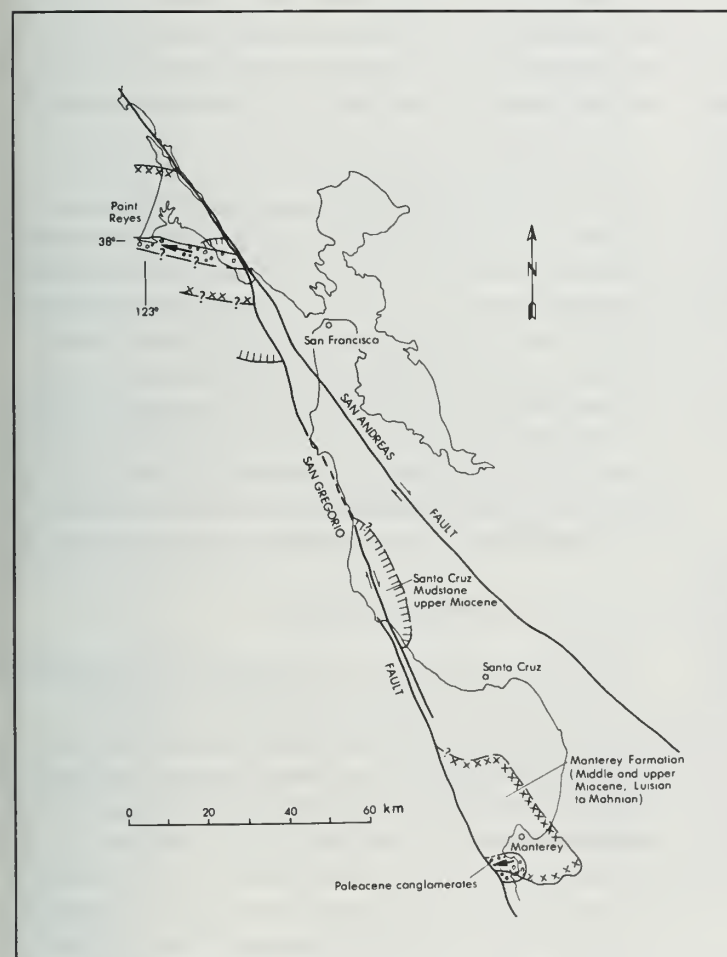 Point
Reyes
38°
?
?
?
?
?
123°
N
San Francisco
SAN ANDREAS
FAULT
SAN GREGORIO
?
Santa Cruz
Mudstone
upper Miocene
FAULT
Santa Cruz
?
Monterey Formation
(Middle and upper
Miocene, Luisian
to Mohnian)
0 20 40 60 km
Monterey
Paleocene conglomerates